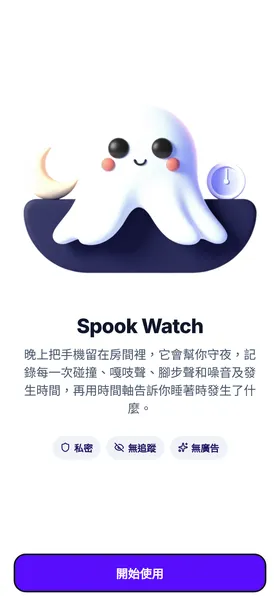 Spook Watch
晚上把手機留在房間裡，它會幫你守夜，記
錄每一次碰撞、嘎吱聲、腳步聲和噪音及發
生時間，再用時間軸告訴你睡著時發生了什
麼。
私密 無追蹤 無廣告
開始使用